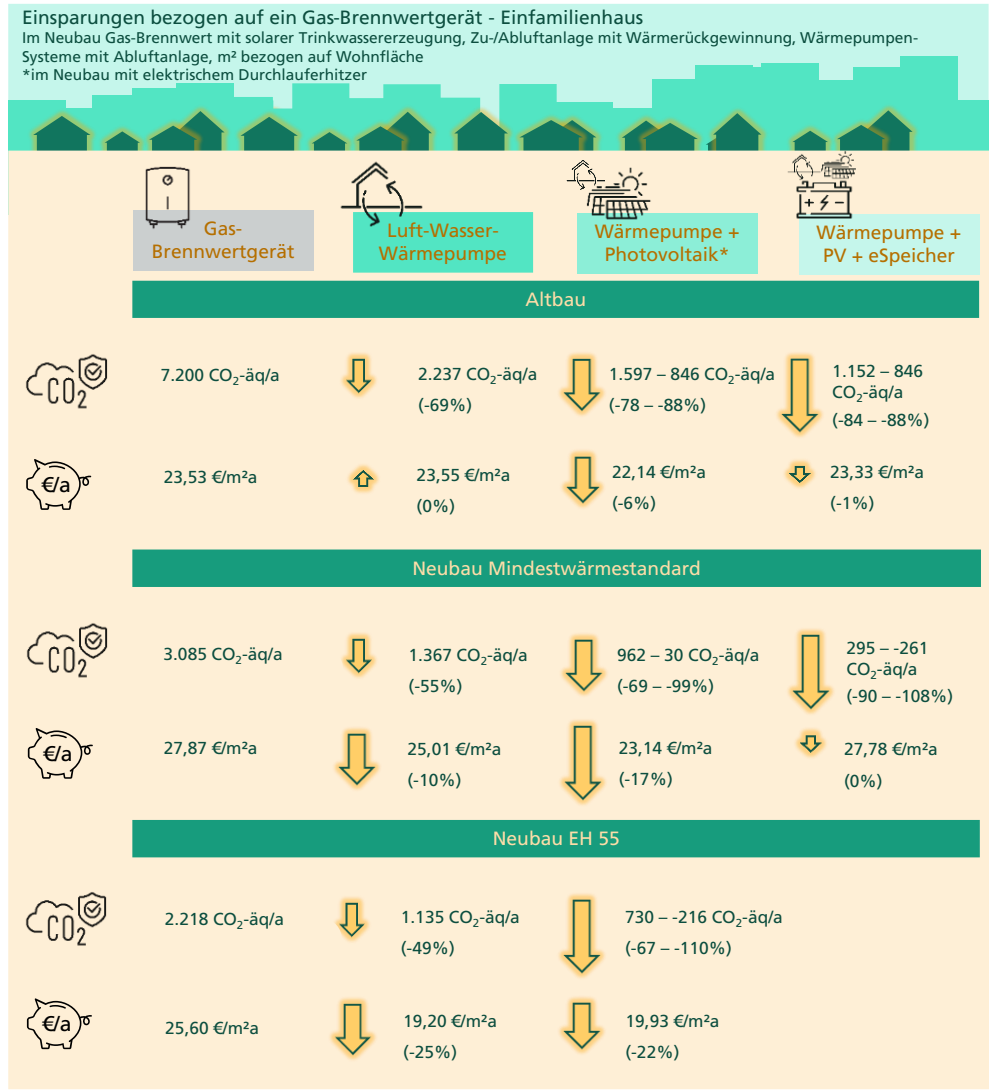 Einsparungen bezogen auf ein Gas-Brennwertgerät - Einfamilienhaus
Im Neubau Gas-Brennwert mit solarer Trinkwassererzeugung, Zu-/Abluftanlage mit Wärmerückgewinnung, Wärmepumpen-
Systeme mit Abluftanlage, m² bezogen auf Wohnfläche
*im Neubau mit elektrischem Durchlauferhitzer
Gas-
Brennwertgerät
Luft-Wasser-
Wärmepumpe
Wärmepumpe +
Photovoltaik*
Wärmepumpe +
PV + eSpeicher
Altbau
CO₂
7.200 CO₂-äq/a
2.237 CO₂-äq/a
(-69%)
1.597 – 846 CO₂-äq/a
(-78 – -88%)
1.152 – 846
CO₂-äq/a
(-84 – -88%)
€/a
23,53 €/m²a
23,55 €/m²a
(0%)
22,14 €/m²a
(-6%)
23,33 €/m²a
(-1%)
Neubau Mindestwärmestandard
CO₂
3.085 CO₂-äq/a
1.367 CO₂-äq/a
(-55%)
962 – 30 CO₂-äq/a
(-69 – -99%)
295 – -261
CO₂-äq/a
(-90 – -108%)
€/a
27,87 €/m²a
25,01 €/m²a
(-10%)
23,14 €/m²a
(-17%)
27,78 €/m²a
(0%)
Neubau EH 55
CO₂
2.218 CO₂-äq/a
1.135 CO₂-äq/a
(-49%)
730 – -216 CO₂-äq/a
(-67 – -110%)
€/a
25,60 €/m²a
19,20 €/m²a
(-25%)
19,93 €/m²a
(-22%)